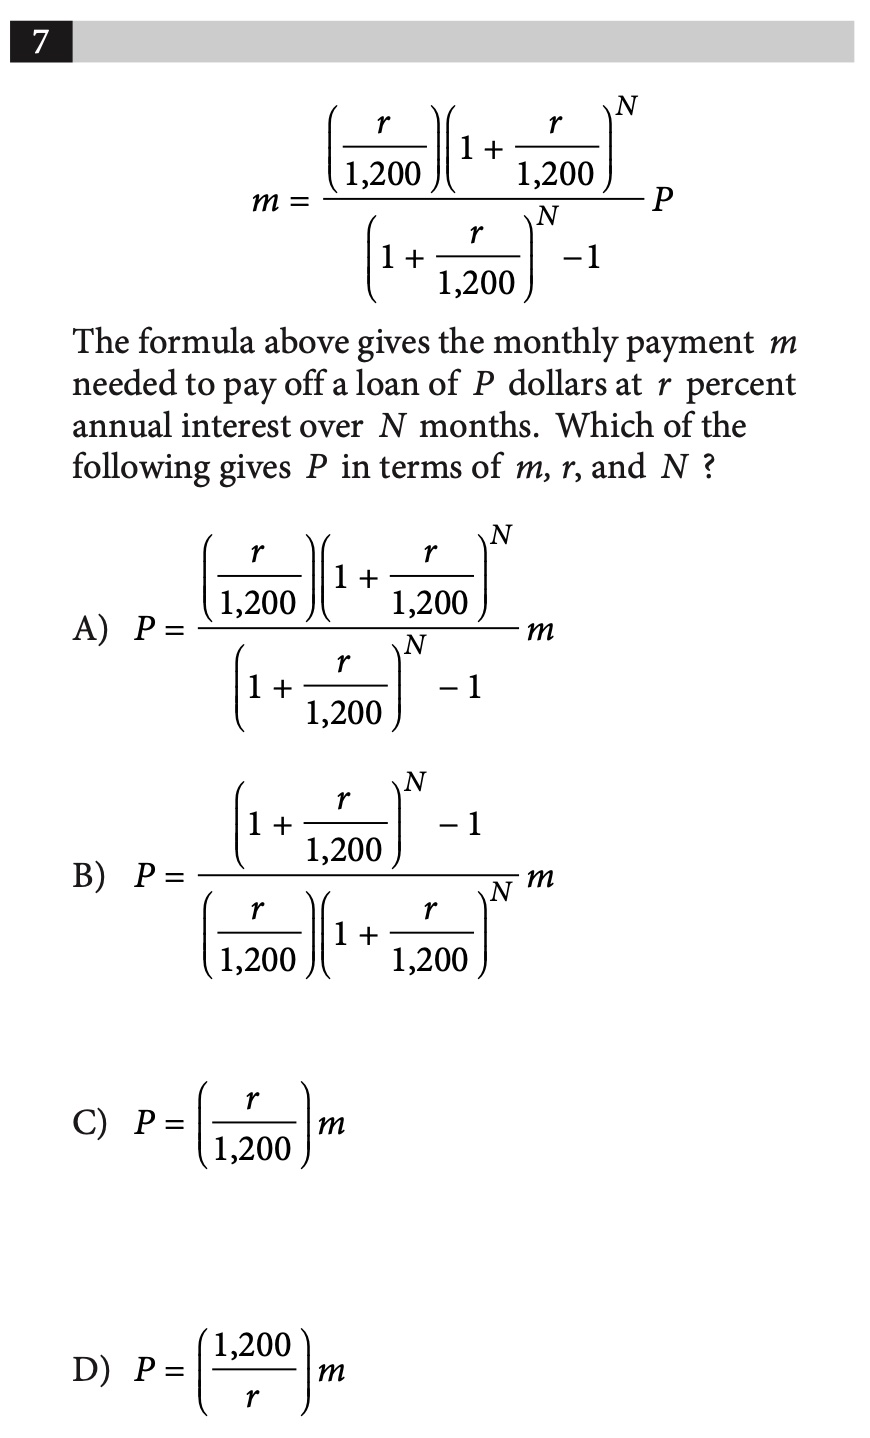 7
m = \frac{\left(\frac{r}{1,200}\right)\left(1 + \frac{r}{1,200}\right)^N}{\left(1 + \frac{r}{1,200}\right)^N - 1} P
The formula above gives the monthly payment m
needed to pay off a loan of P dollars at r percent
annual interest over N months. Which of the
following gives P in terms of m, r, and N ?
A) P = \frac{\left(\frac{r}{1,200}\right)\left(1 + \frac{r}{1,200}\right)^N}{\left(1 + \frac{r}{1,200}\right)^N - 1} m
B) P = \frac{\left(1 + \frac{r}{1,200}\right)^N - 1}{\left(\frac{r}{1,200}\right)\left(1 + \frac{r}{1,200}\right)^N} m
C) P = \left(\frac{r}{1,200}\right) m
D) P = \left(\frac{1,200}{r}\right) m